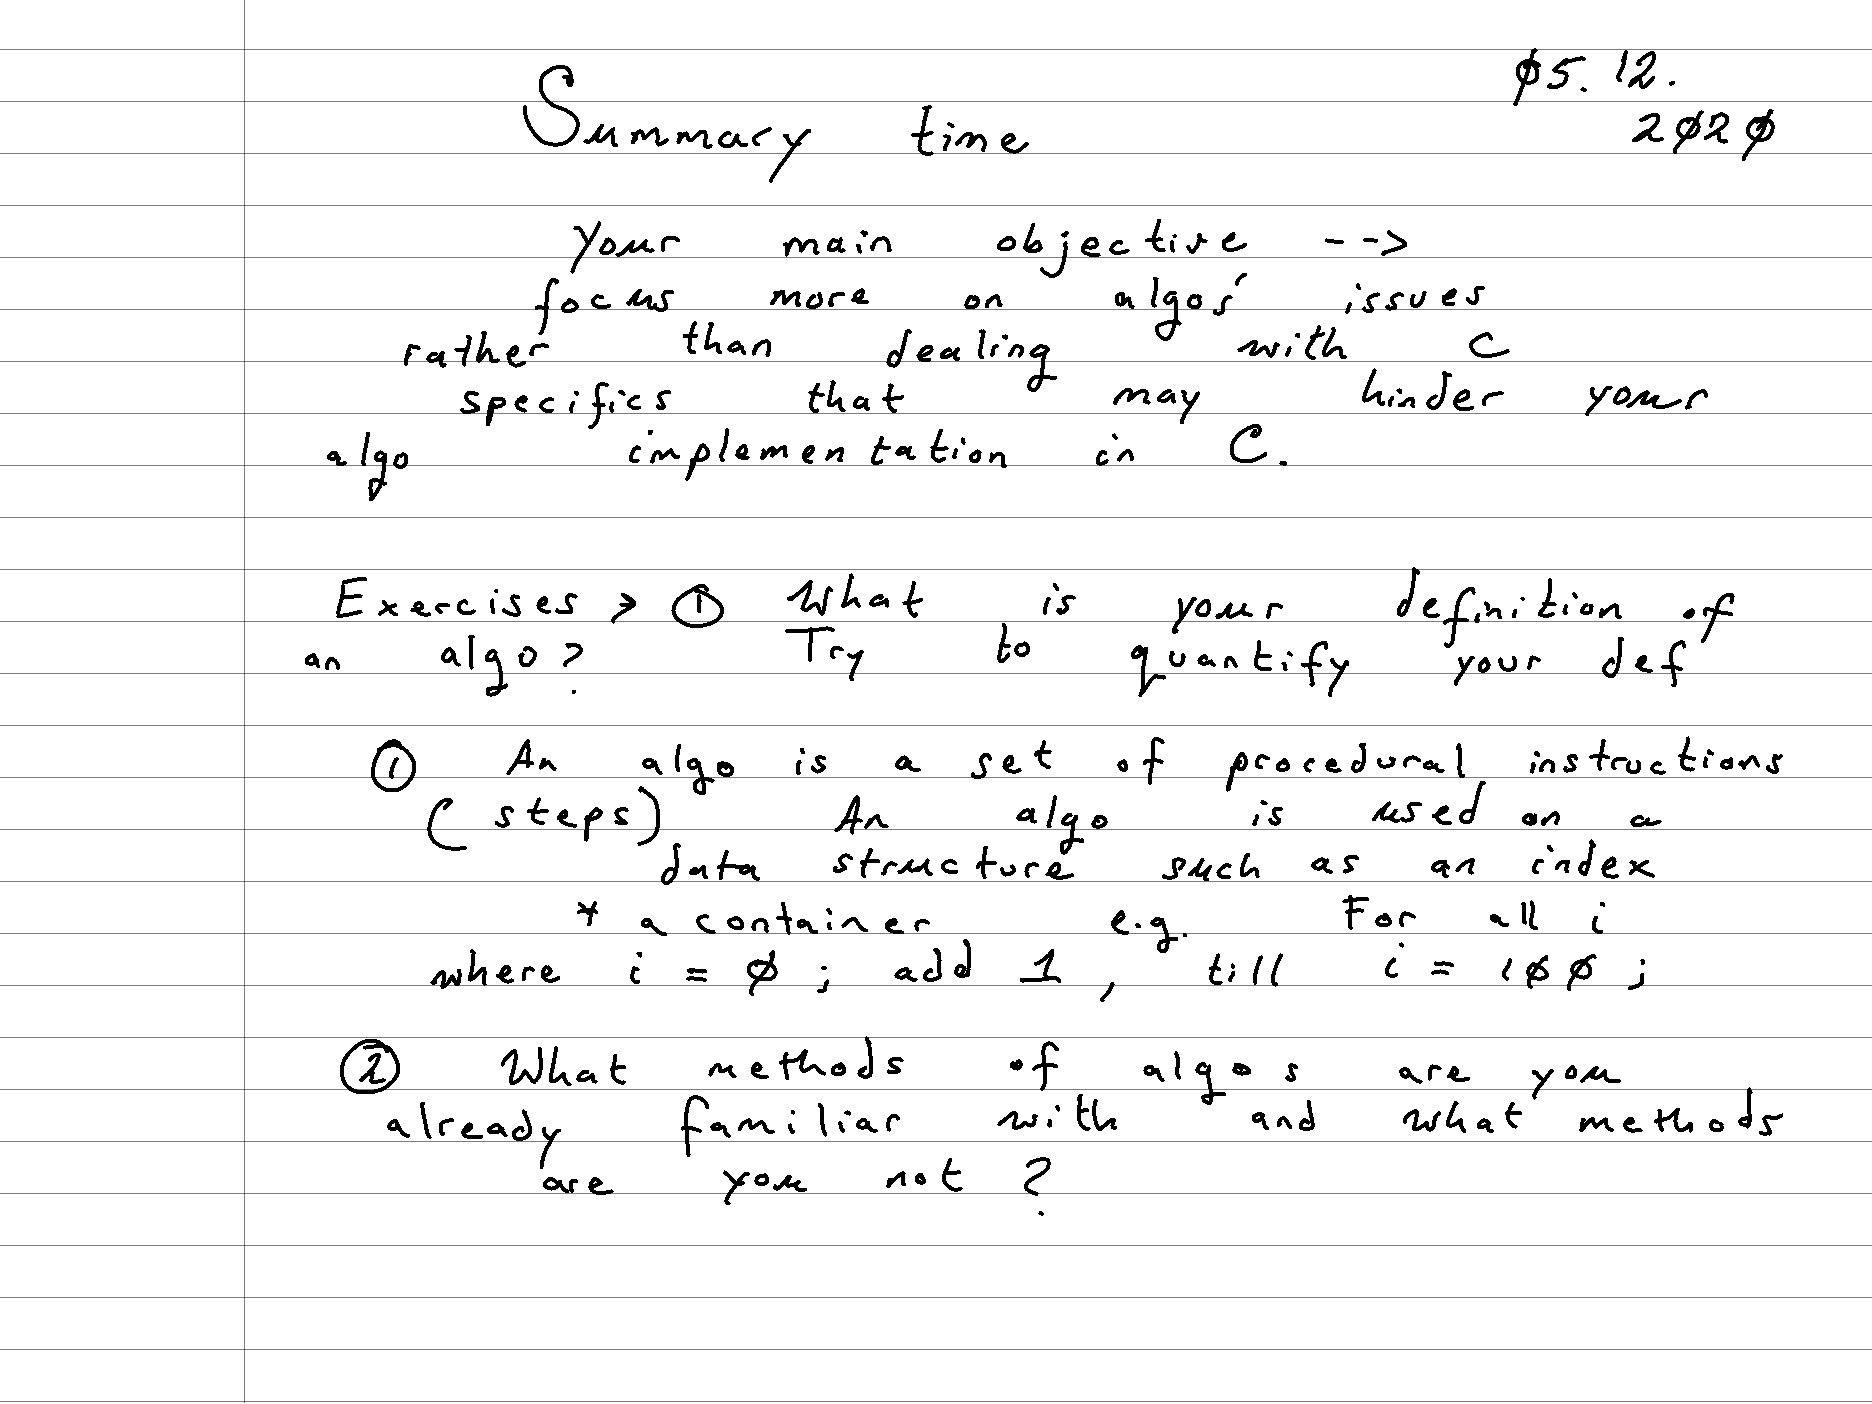 Summary time
05.12.
2020
Your main objective -->
focus more on algos' issues
rather than dealing with C
specifics that may hinder your
algo implementation in C.
Exercises > ① What is your definition of
an algo? Try to quantify your def
① An algo is a set of procedural instructions
(steps) An algo is used on a
data structure such as an index
* a container e.g. For all i
where i = 0 ; add 1 , till i = 100 ;
② What methods of algos are you
already familiar with and what methods
are you not ?